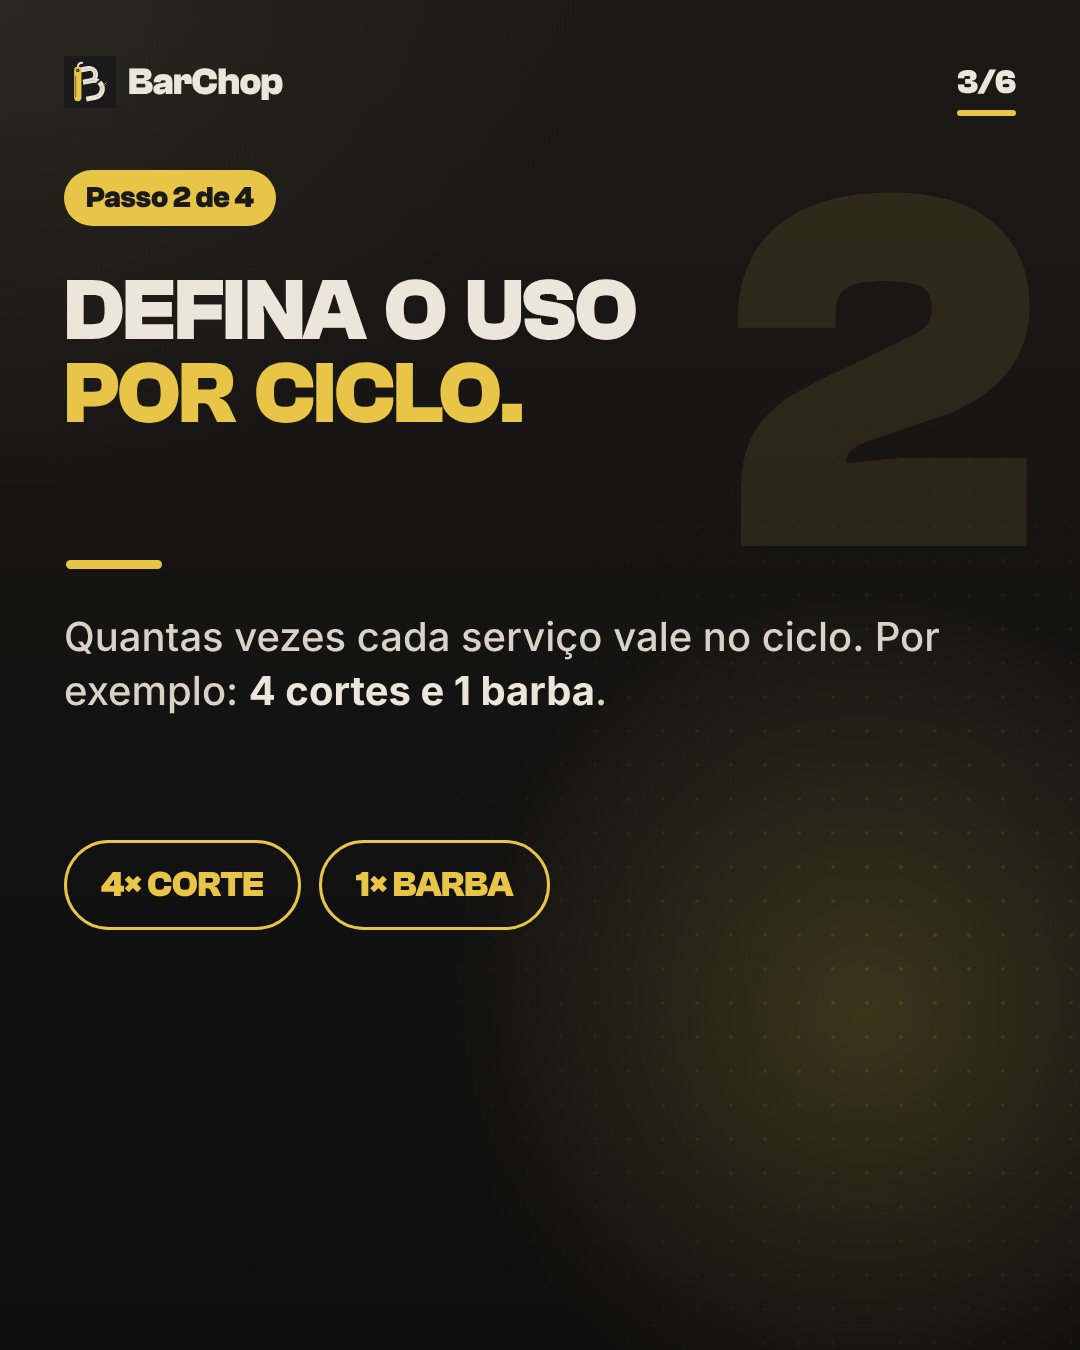 BarChop
3/6
Passo 2 de 4
2
DEFINA O USO
POR CICLO.
Quantas vezes cada serviço vale no ciclo. Por
exemplo: 4 cortes e 1 barba.
4× CORTE
1× BARBA